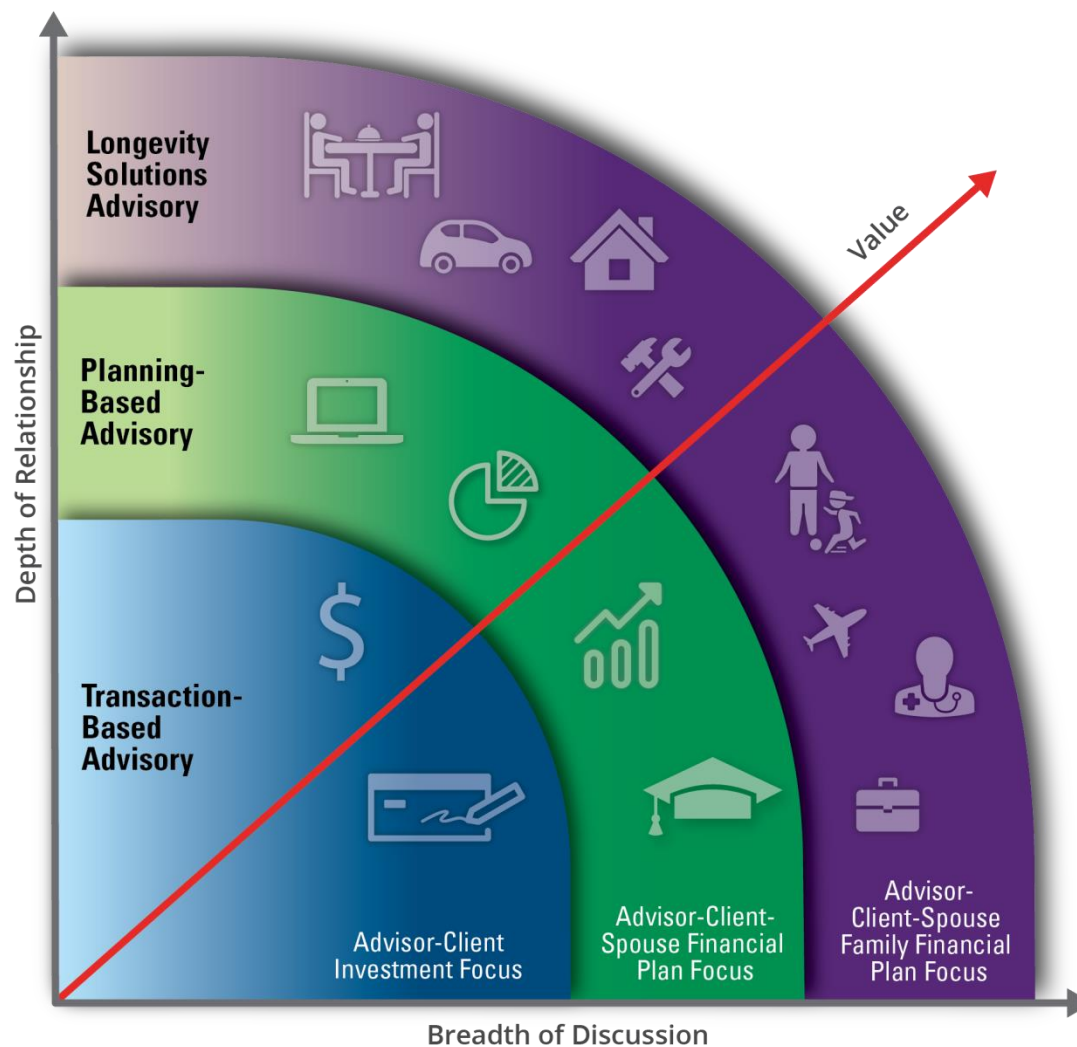 Longevity
Solutions
Advisory
Value
Planning-
Based
Advisory
Depth of Relationship
$
Transaction-
Based
Advisory
Advisor-Client
Investment Focus
Advisor-Client-
Spouse Financial
Plan Focus
Advisor-
Client-Spouse
Family Financial
Plan Focus
Breadth of Discussion